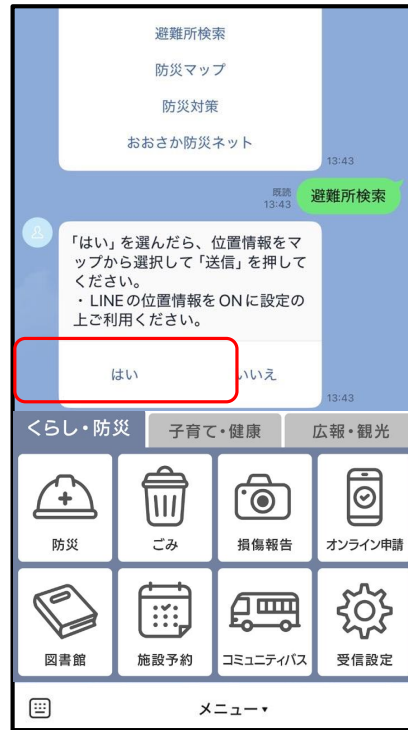 避難所検索
防災マップ
防災対策
おおさか防災ネット
13:43
既読
13:43
避難所検索
「はい」を選んだら、位置情報をマ
ップから選択して「送信」を押して
ください。
・LINEの位置情報をONに設定の
上ご利用ください。
はい
いいえ
13:43
くらし・防災
子育て・健康
広報・観光
防災
ごみ
損傷報告
オンライン申請
図書館
施設予約
コミュニティバス
受信設定
メニュー▼